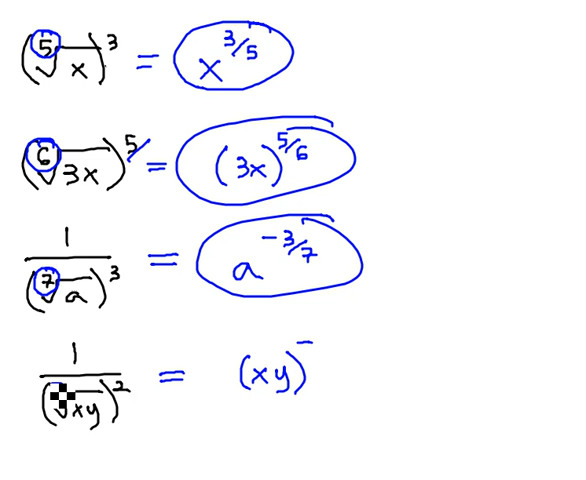 (⁵√x)³ = x^(3/5)
(⁶√3x)⁵ = (3x)^(5/6)
1/(⁷√a)³ = a^(-3/7)
1/(√xy)² = (xy)^-